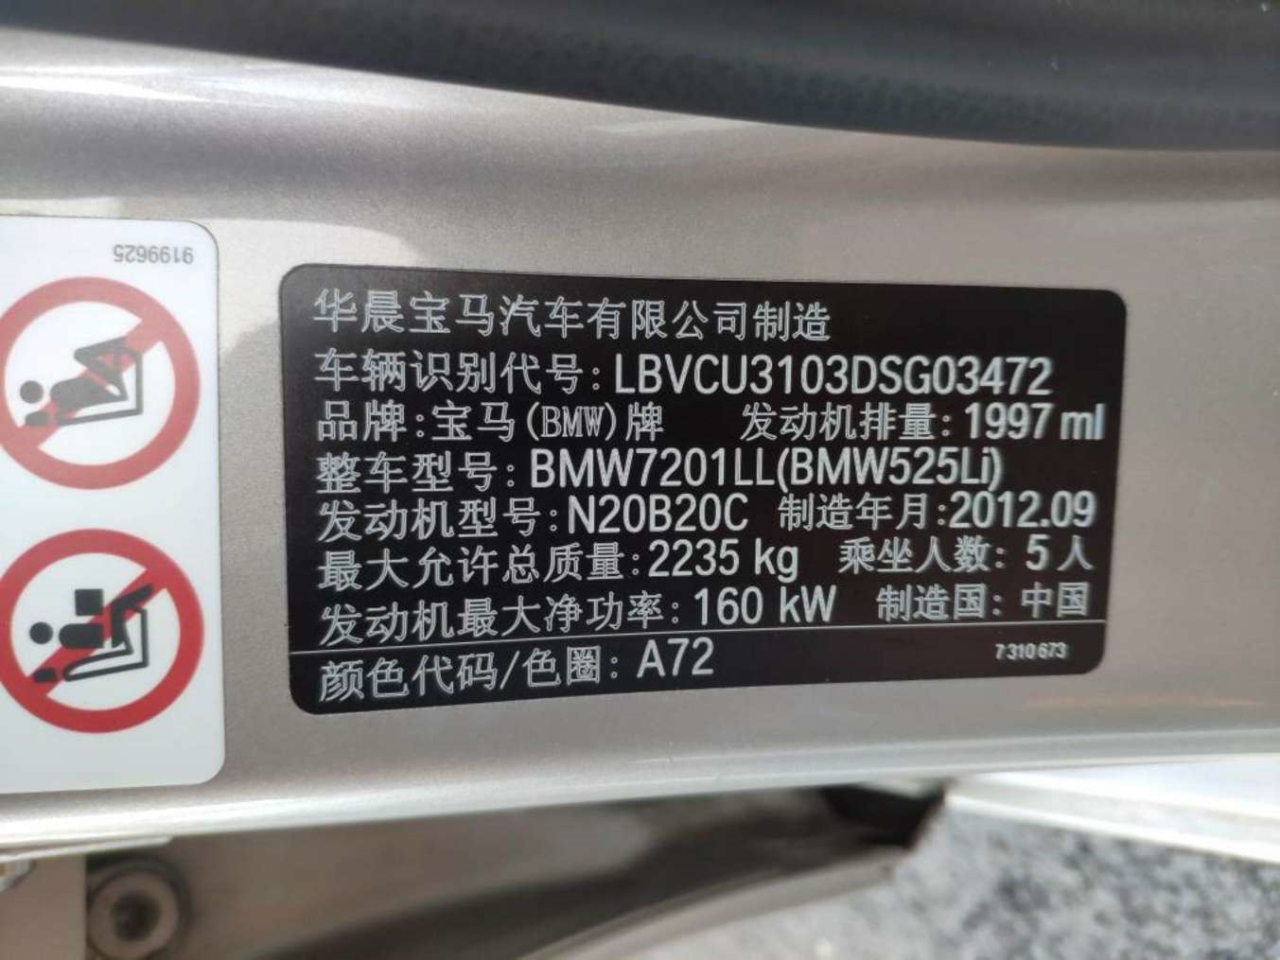 9199625
华晨宝马汽车有限公司制造
车辆识别代号: LBVCU3103DSG03472
品牌:宝马(BMW)牌 发动机排量: 1997 ml
整车型号: BMW7201LL(BMW525Li)
发动机型号: N20B20C 制造年月:2012.09
最大允许总质量: 2235 kg 乘坐人数: 5 人
发动机最大净功率: 160 kW 制造国: 中国
颜色代码/色圈: A72 7310673